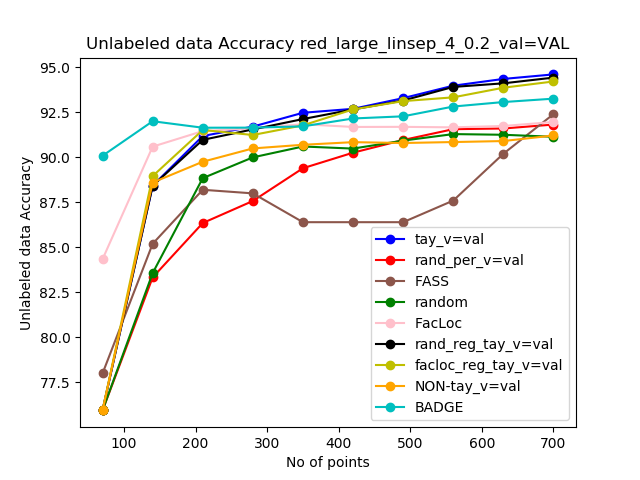 Unlabeled data Accuracy red_large_linsep_4_0.2_val=VAL
95.0
92.5
90.0
87.5
85.0
82.5
80.0
77.5
Unlabeled data Accuracy
tay_v=val
rand_per_v=val
FASS
random
FacLoc
rand_reg_tay_v=val
facloc_reg_tay_v=val
NON-tay_v=val
BADGE
100 200 300 400 500 600 700
No of points